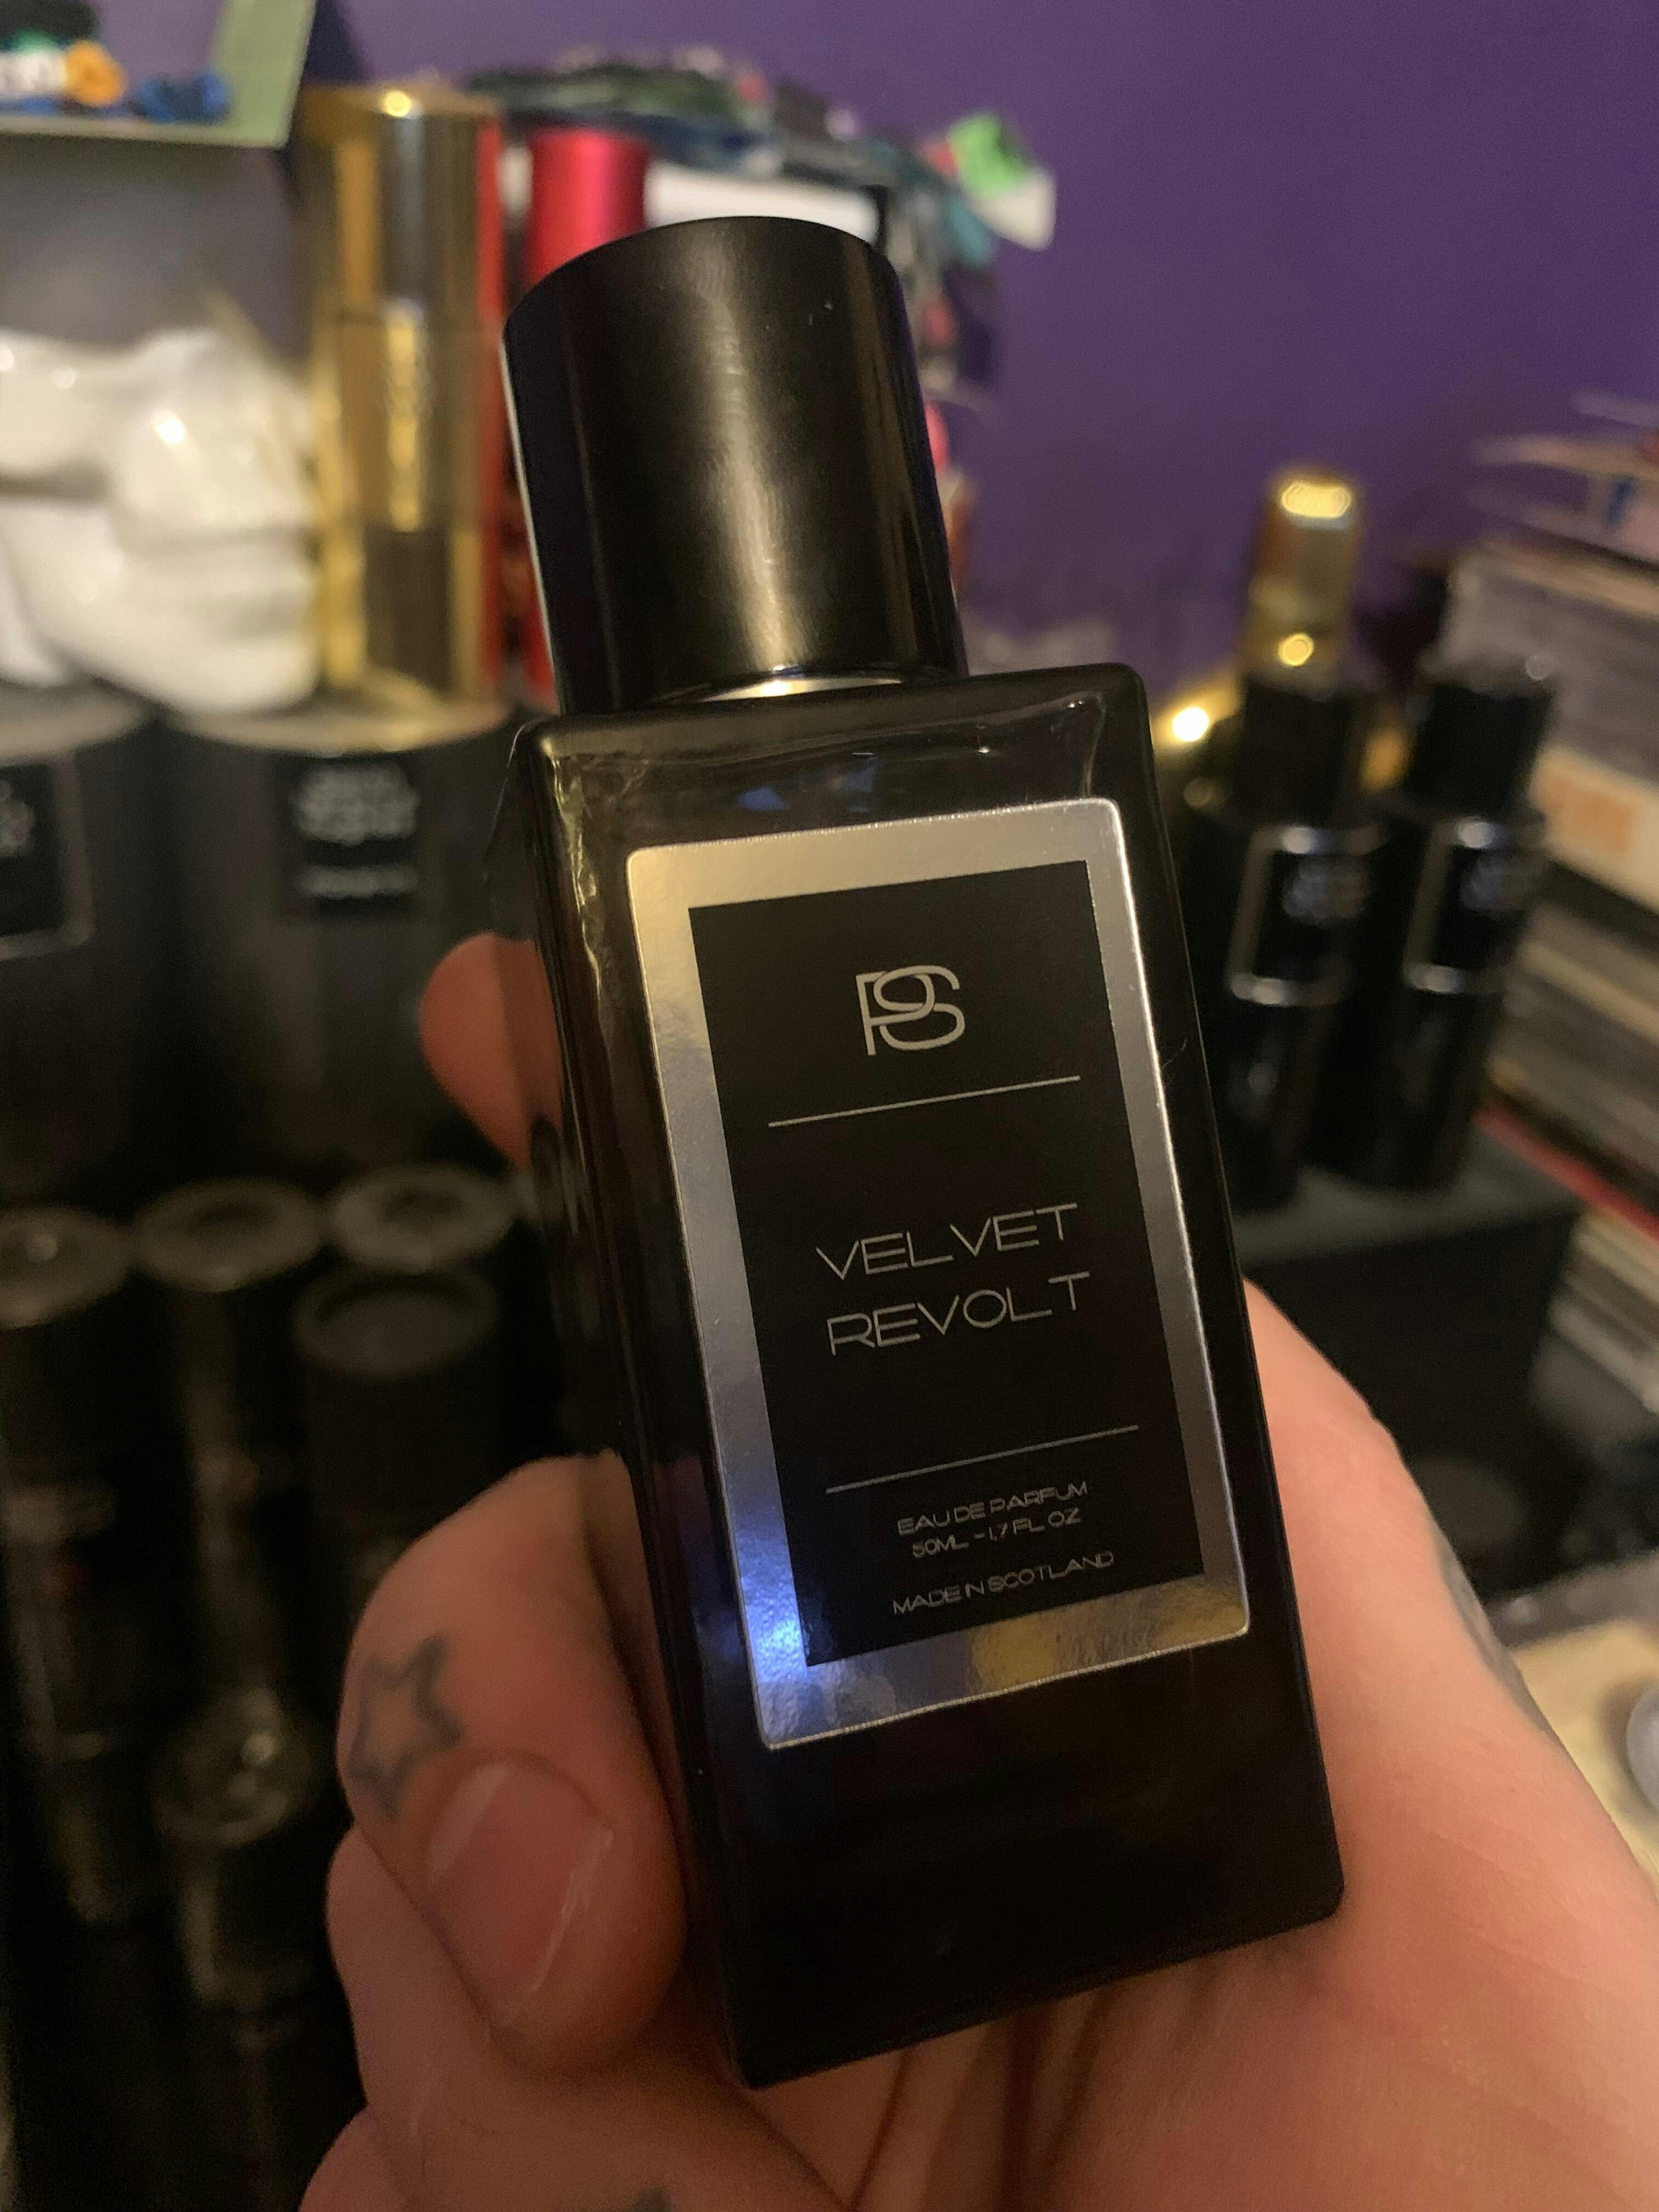 PS
VELVET
REVOLT
EAU DE PARFUM
50ML - 1,7 FL OZ
MADE IN SCOTLAND